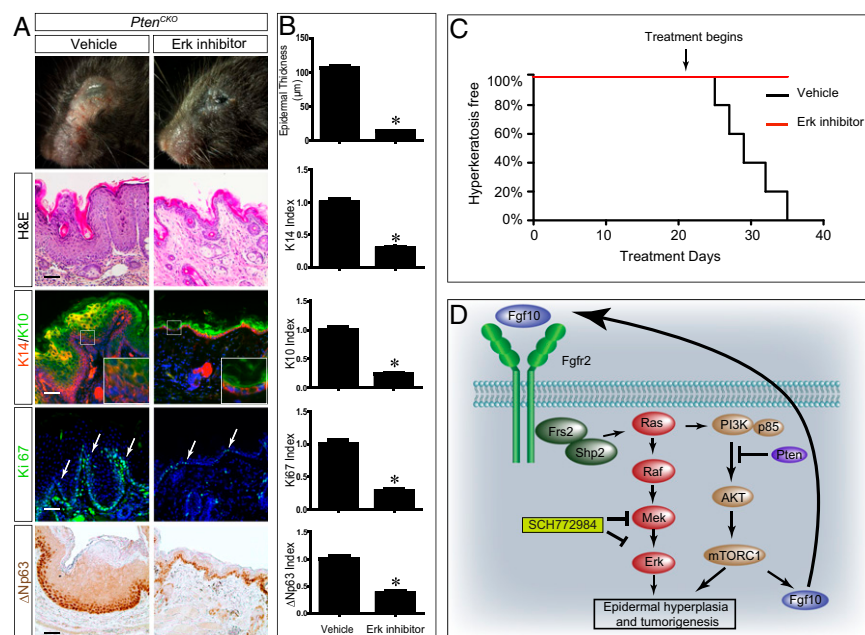 A
Pten^CKO
Vehicle
Erk inhibitor
H&E
K14/K10
Ki 67
ΔNp63
B
Epidermal Thickness
(μm)
150
100
50
0
*
K14 Index
1.5
1.0
0.5
0.0
*
K10 Index
1.5
1.0
0.5
0.0
*
Ki67 Index
1.5
1.0
0.5
0.0
*
ΔNp63 Index
1.5
1.0
0.5
0.0
*
Vehicle
Erk inhibitor
C
Treatment begins
Hyperkeratosis free
100%
80%
60%
40%
20%
0%
0
10
20
30
40
Treatment Days
Vehicle
Erk inhibitor
D
Fgf10
Fgfr2
Frs2
Shp2
Ras
PI3K
p85
Raf
Pten
AKT
SCH772984
Mek
Erk
mTORC1
Fgf10
Epidermal hyperplasia
and tumorigenesis